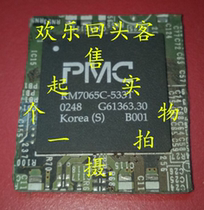 欢乐回头客
售
起 实
个 一 拍 物
摄
PMC
RM7065C-533T
0248 G61363.30
Korea (S) B001